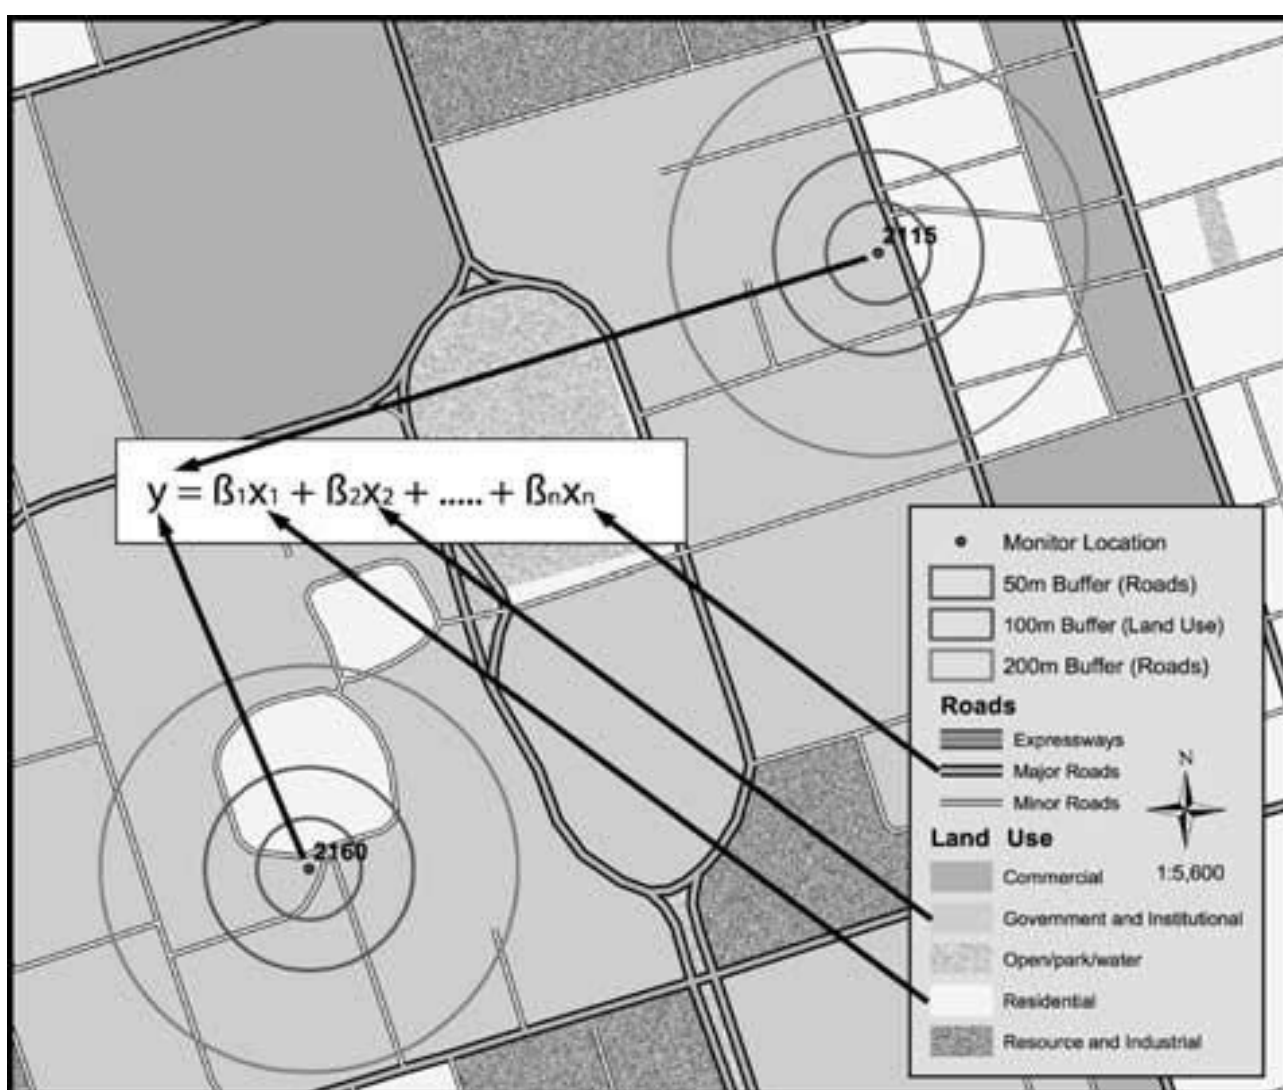 2115
y = ß1x1 + ß2x2 + ..... + ßnxn
Monitor Location
50m Buffer (Roads)
100m Buffer (Land Use)
200m Buffer (Roads)
Roads
Expressways
Major Roads
Minor Roads
N
1:5,600
Land Use
Commercial
Government and Institutional
Open/park/water
Residential
Resource and Industrial
2160